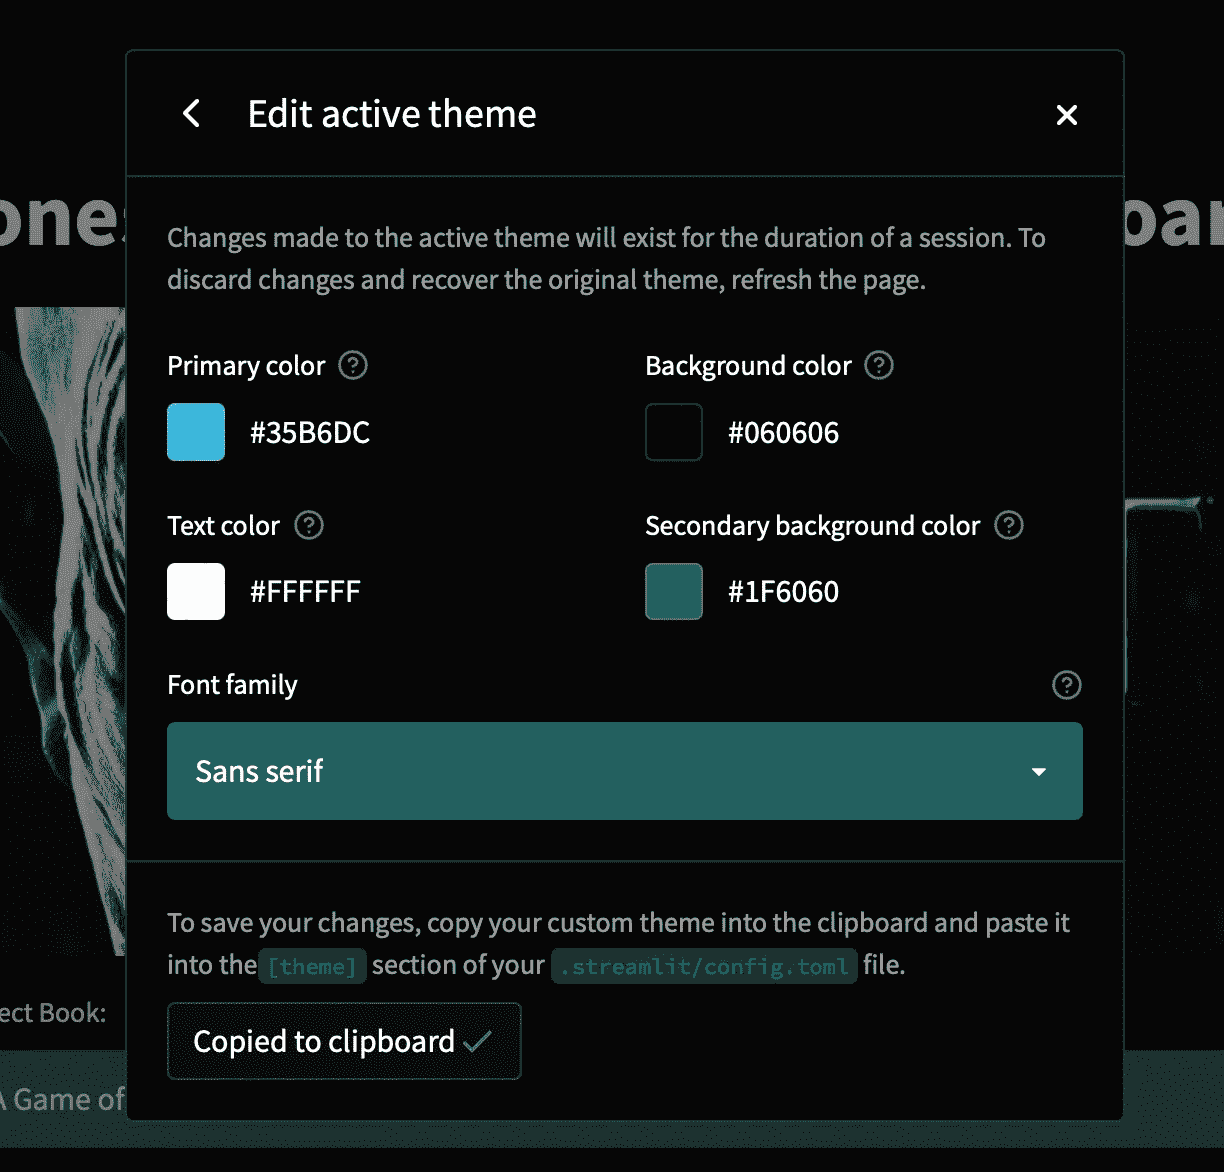 Edit active theme
Changes made to the active theme will exist for the duration of a session. To
discard changes and recover the original theme, refresh the page.
Primary color
Background color
#35B6DC
#060606
Text color
Secondary background color
#FFFFFF
#1F6060
Font family
Sans serif
To save your changes, copy your custom theme into the clipboard and paste it
into the [theme] section of your .streamlit/config.toml file.
ect Book:
Copied to clipboard
A Game of